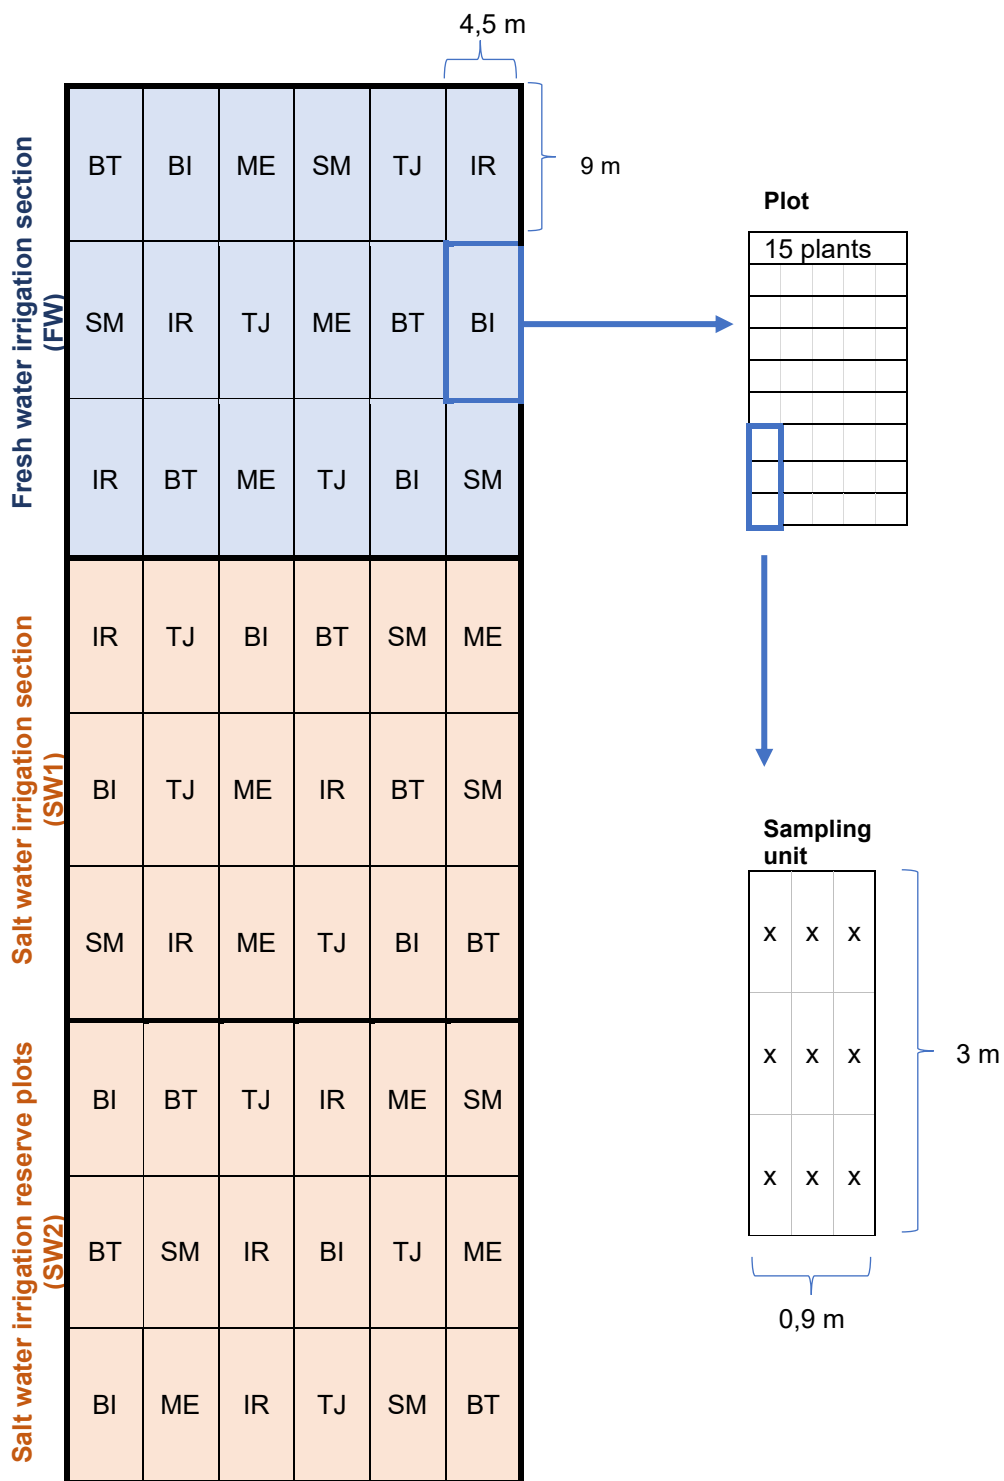 4,5 m
9 m
Fresh water irrigation section
(FW)
BT BI ME SM TJ IR
SM IR TJ ME BT BI
IR BT ME TJ BI SM
Salt water irrigation section
(SW1)
IR TJ BI BT SM ME
BI TJ ME IR BT SM
SM IR ME TJ BI BT
Salt water irrigation reserve plots
(SW2)
BI BT TJ IR ME SM
BT SM IR BI TJ ME
BI ME IR TJ SM BT
Plot
15 plants
Sampling
unit
x x x
x x x
x x x
3 m
0,9 m